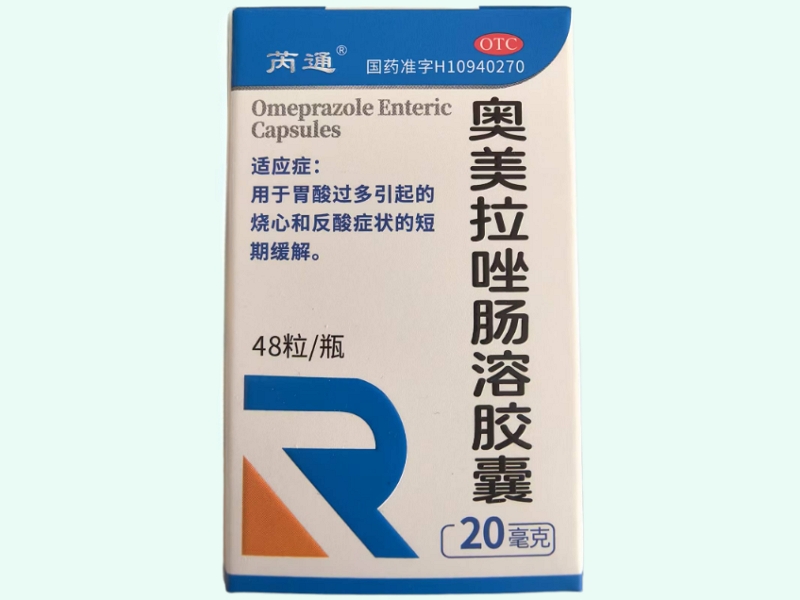 芮通®
OTC
国药准字H10940270
Omeprazole Enteric
Capsules
适应症：
用于胃酸过多引起的
烧心和反酸症状的短
期缓解。
48粒/瓶
奥美拉唑肠溶胶囊
20毫克